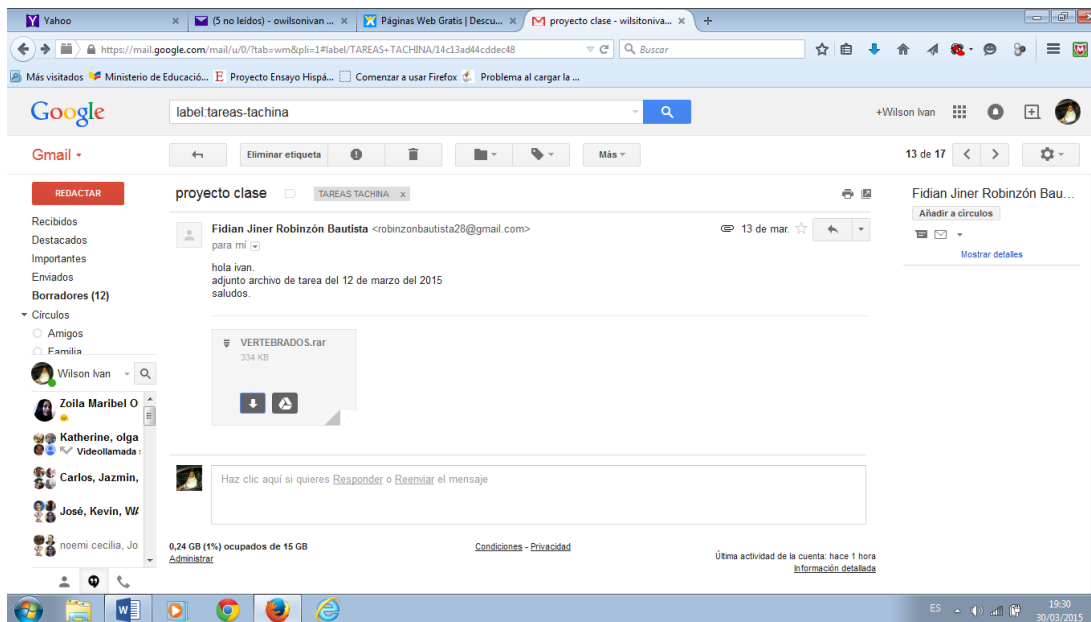 Yahoo
(5 no leídos) - owilsonivan ...
Páginas Web Gratis | Descu...
proyecto clase - wilsitoniva...
https://mail.google.com/mail/u/0/?tab=wm&pli=1#label/TAREAS+TACHINA/14c13ad44cddec48
Buscar
Más visitados
Ministerio de Educació...
Proyecto Ensayo Hispá...
Comenzar a usar Firefox
Problema al cargar la ...
Google
label:tareas-tachina
+Wilson Ivan
Gmail
Eliminar etiqueta
Más
13 de 17
REDACTAR
proyecto clase
TAREAS TACHINA x
Fidian Jiner Robinzón Bau...
Añadir a círculos
Mostrar detalles
Recibidos
Destacados
Importantes
Enviados
Borradores (12)
Círculos
Amigos
Familia
Fidian Jiner Robinzón Bautista <robinzonbautista28@gmail.com>
13 de mar.
para mí
hola ivan.
adjunto archivo de tarea del 12 de marzo del 2015
saludos.
VERTEBRADOS.rar
334 KB
Wilson Ivan
Zoila Maribel O
Katherine, olga
Videollamada
Carlos, Jazmin,
José, Kevin, WA
noemi cecilia, Jo
Haz clic aquí si quieres Responder o Reenviar el mensaje
0,24 GB (1%) ocupados de 15 GB
Administrar
Condiciones - Privacidad
Última actividad de la cuenta: hace 1 hora
Información detallada
ES
19:30
30/03/2015